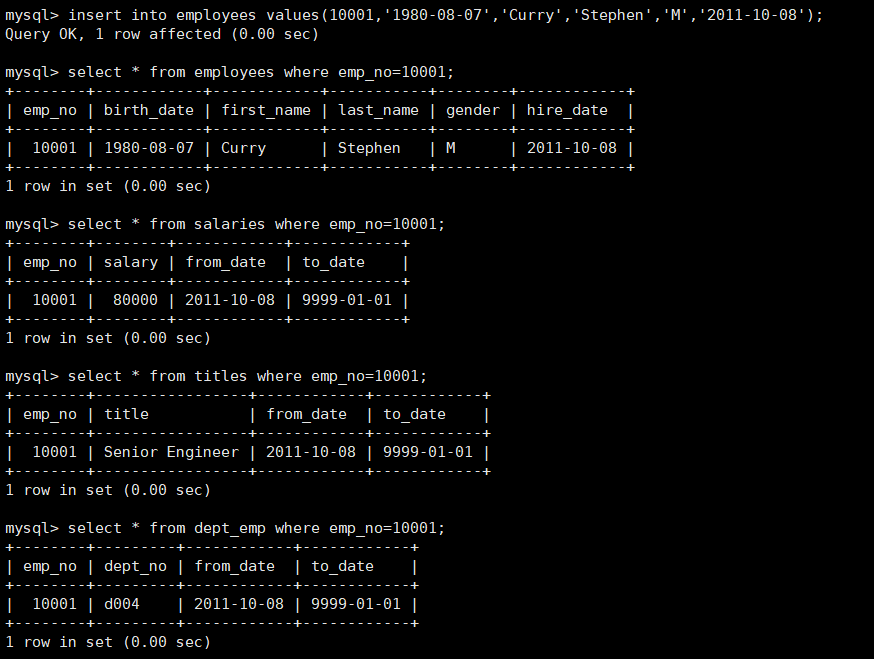 mysql> insert into employees values(10001,'1980-08-07','Curry','Stephen','M','2011-10-08');
Query OK, 1 row affected (0.00 sec)
mysql> select * from employees where emp_no=10001;
+--------+------------+------------+-----------+--------+------------+
| emp_no | birth_date | first_name | last_name | gender | hire_date  |
+--------+------------+------------+-----------+--------+------------+
|  10001 | 1980-08-07 | Curry      | Stephen   | M      | 2011-10-08 |
+--------+------------+------------+-----------+--------+------------+
1 row in set (0.00 sec)
mysql> select * from salaries where emp_no=10001;
+--------+--------+------------+------------+
| emp_no | salary | from_date  | to_date    |
+--------+--------+------------+------------+
|  10001 |  80000 | 2011-10-08 | 9999-01-01 |
+--------+--------+------------+------------+
1 row in set (0.00 sec)
mysql> select * from titles where emp_no=10001;
+--------+-----------------+------------+------------+
| emp_no | title           | from_date  | to_date    |
+--------+-----------------+------------+------------+
|  10001 | Senior Engineer | 2011-10-08 | 9999-01-01 |
+--------+-----------------+------------+------------+
1 row in set (0.00 sec)
mysql> select * from dept_emp where emp_no=10001;
+--------+---------+------------+------------+
| emp_no | dept_no | from_date  | to_date    |
+--------+---------+------------+------------+
|  10001 | d004    | 2011-10-08 | 9999-01-01 |
+--------+---------+------------+------------+
1 row in set (0.00 sec)